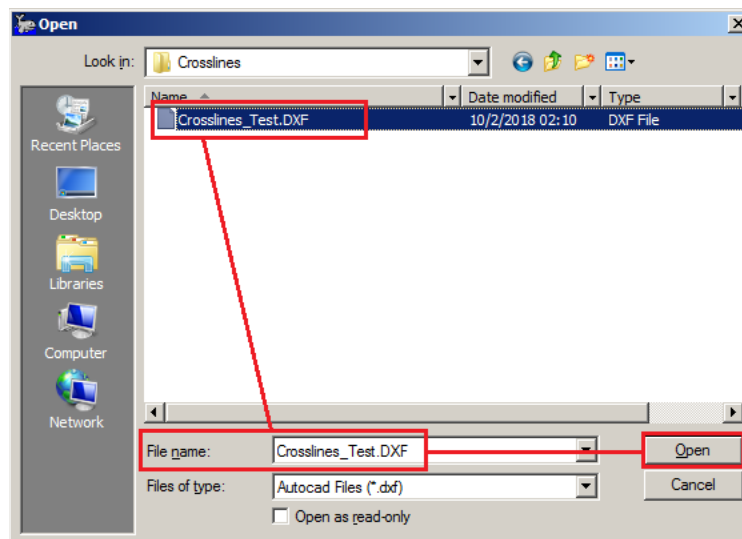 Open
Look in: Crosslines
Name Date modified Type
Crosslines_Test.DXF 10/2/2018 02:10 DXF File
Recent Places
Desktop
Libraries
Computer
Network
File name: Crosslines_Test.DXF Open
Files of type: Autocad Files (*.dxf) Cancel
Open as read-only